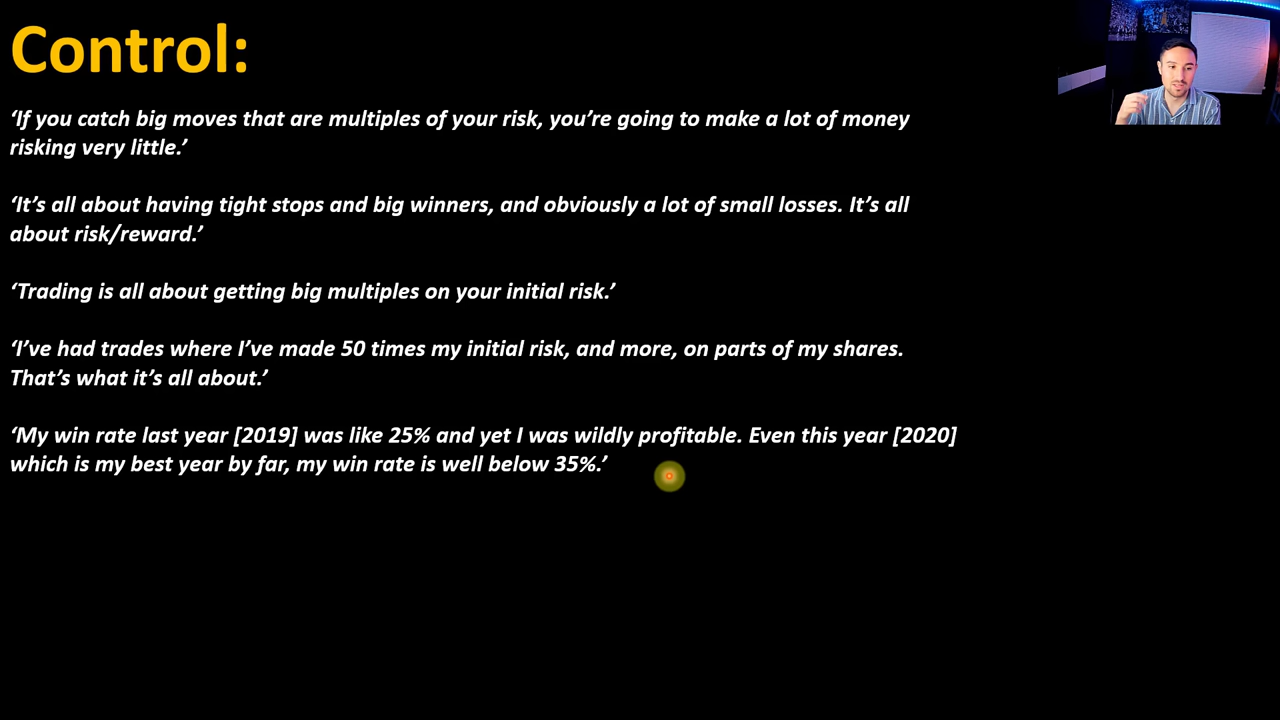 Control:
‘If you catch big moves that are multiples of your risk, you’re going to make a lot of money
risking very little.’
‘It’s all about having tight stops and big winners, and obviously a lot of small losses. It’s all
about risk/reward.’
‘Trading is all about getting big multiples on your initial risk.’
‘I’ve had trades where I’ve made 50 times my initial risk, and more, on parts of my shares.
That’s what it’s all about.’
‘My win rate last year [2019] was like 25% and yet I was wildly profitable. Even this year [2020]
which is my best year by far, my win rate is well below 35%.’